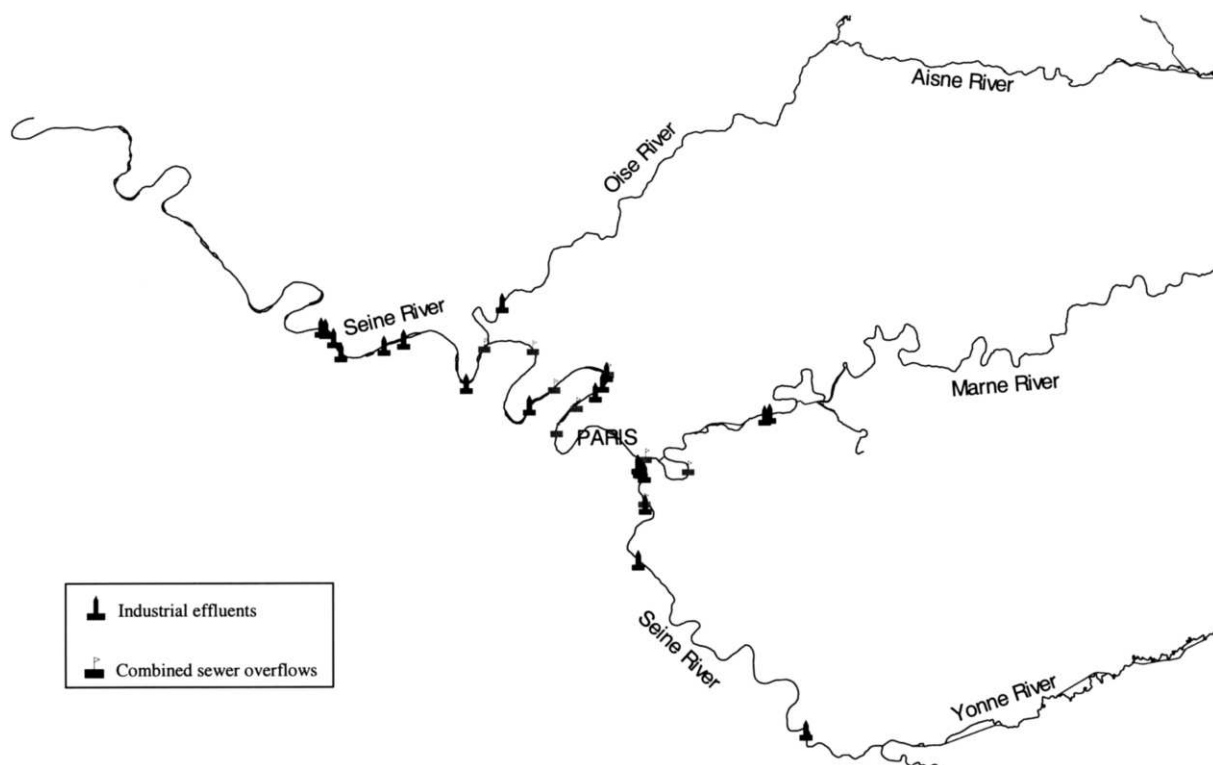 Aisne River
Oise River
Seine River
Marne River
PARIS
Seine River
Yonne River
Industrial effluents
Combined sewer overflows